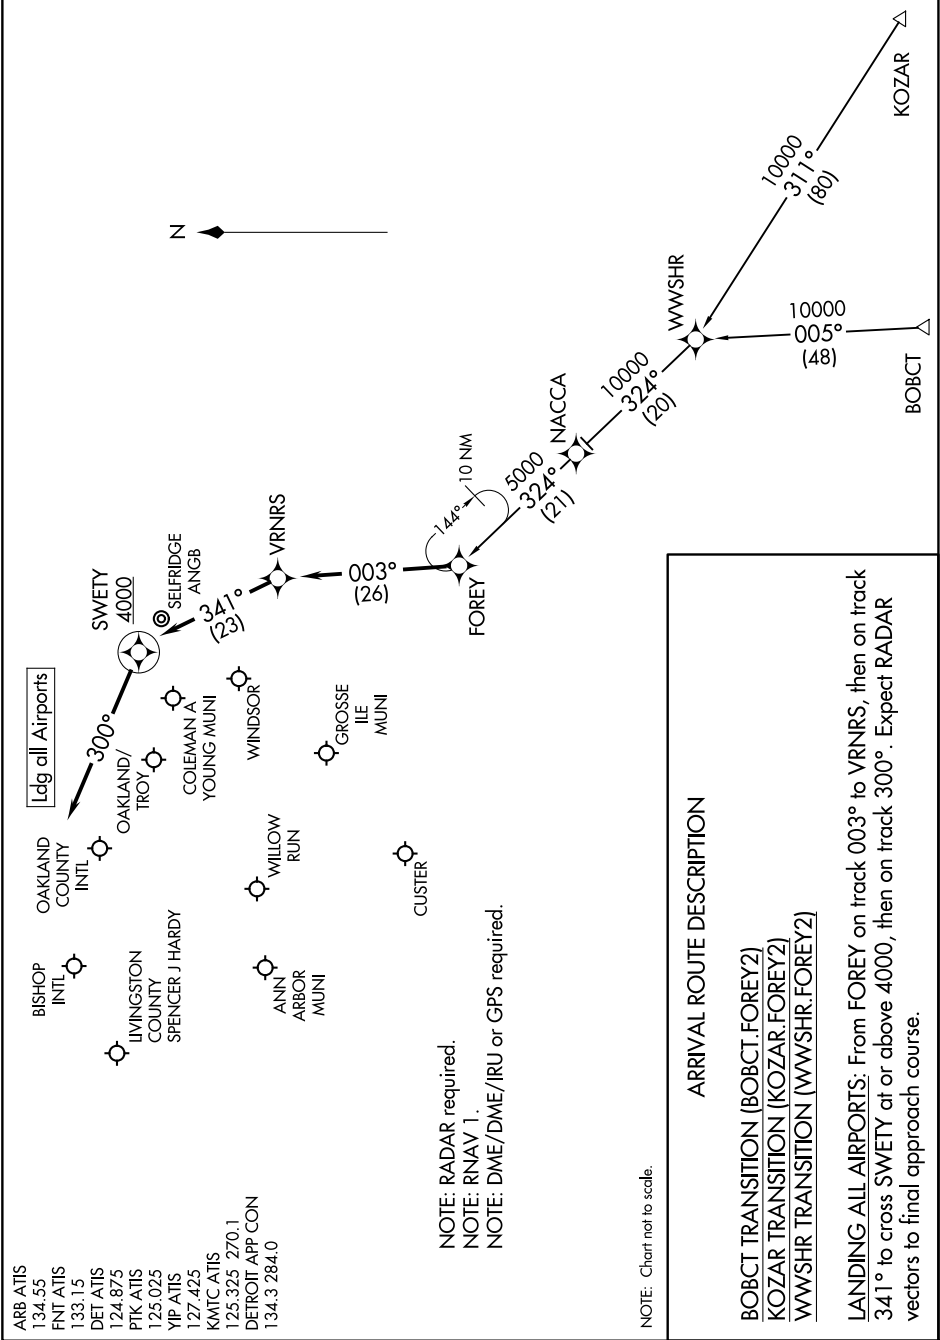 ARB ATIS
134.55
FNT ATIS
133.15
DET ATIS
124.875
PTK ATIS
125.025
YIP ATIS
127.425
KMTC ATIS
125.325 270.1
DETROIT APP CON
134.3 284.0
BISHOP
INTL
LIVINGSTON
COUNTY
SPENCER J HARDY
OAKLAND
COUNTY
INTL
Ldg all Airports
300°
OAKLAND/
TROY
COLEMAN A
YOUNG MUNI
SWETY
4000
SELFRIDGE
ANGB
341°
(23)
VRNRS
WINDSOR
GROSSE
ILE
MUNI
WILLOW
RUN
ANN
ARBOR
MUNI
CUSTER
003°
(26)
FOREY
144°
10 NM
5000
324°
(21)
NACCA
10000
324°
(20)
WWSHR
10000
311°
(80)
KOZAR
10000
005°
(48)
BOBCT
N
NOTE: RADAR required.
NOTE: RNAV 1.
NOTE: DME/DME/IRU or GPS required.
NOTE: Chart not to scale.
ARRIVAL ROUTE DESCRIPTION
BOBCT TRANSITION (BOBCT.FOREY2)
KOZAR TRANSITION (KOZAR.FOREY2)
WWSHR TRANSITION (WWSHR.FOREY2)
LANDING ALL AIRPORTS: From FOREY on track 003° to VRNRS, then on track
341° to cross SWETY at or above 4000, then on track 300°. Expect RADAR
vectors to final approach course.